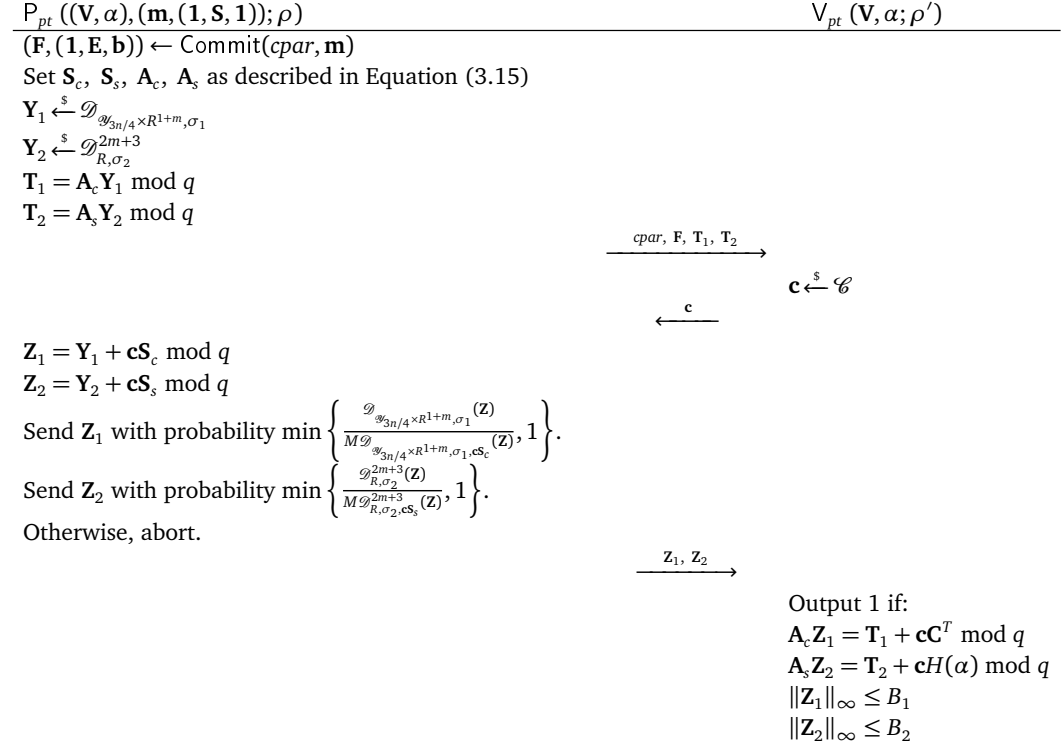 P_pt ((V, α), (m, (1, S, 1)); ρ) V_pt (V, α; ρ′)
(F, (1, E, b)) ← Commit(cpar, m)
Set S_c, S_s, A_c, A_s as described in Equation (3.15)
Y_1 ←$ 𝒟_{𝒴_{3n/4}×R^{1+m},σ_1}
Y_2 ←$ 𝒟^{2m+3}_{R,σ_2}
T_1 = A_c Y_1 mod q
T_2 = A_s Y_2 mod q
cpar, F, T_1, T_2
c ←$ 𝒞
c
Z_1 = Y_1 + cS_c mod q
Z_2 = Y_2 + cS_s mod q
Send Z_1 with probability min { 𝒟_{𝒴_{3n/4}×R^{1+m},σ_1}(Z) / M𝒟_{𝒴_{3n/4}×R^{1+m},σ_1,cS_c}(Z), 1 }.
Send Z_2 with probability min { 𝒟^{2m+3}_{R,σ_2}(Z) / M𝒟^{2m+3}_{R,σ_2,cS_s}(Z), 1 }.
Otherwise, abort.
Z_1, Z_2
Output 1 if:
A_c Z_1 = T_1 + cC^T mod q
A_s Z_2 = T_2 + cH(α) mod q
‖Z_1‖_∞ ≤ B_1
‖Z_2‖_∞ ≤ B_2